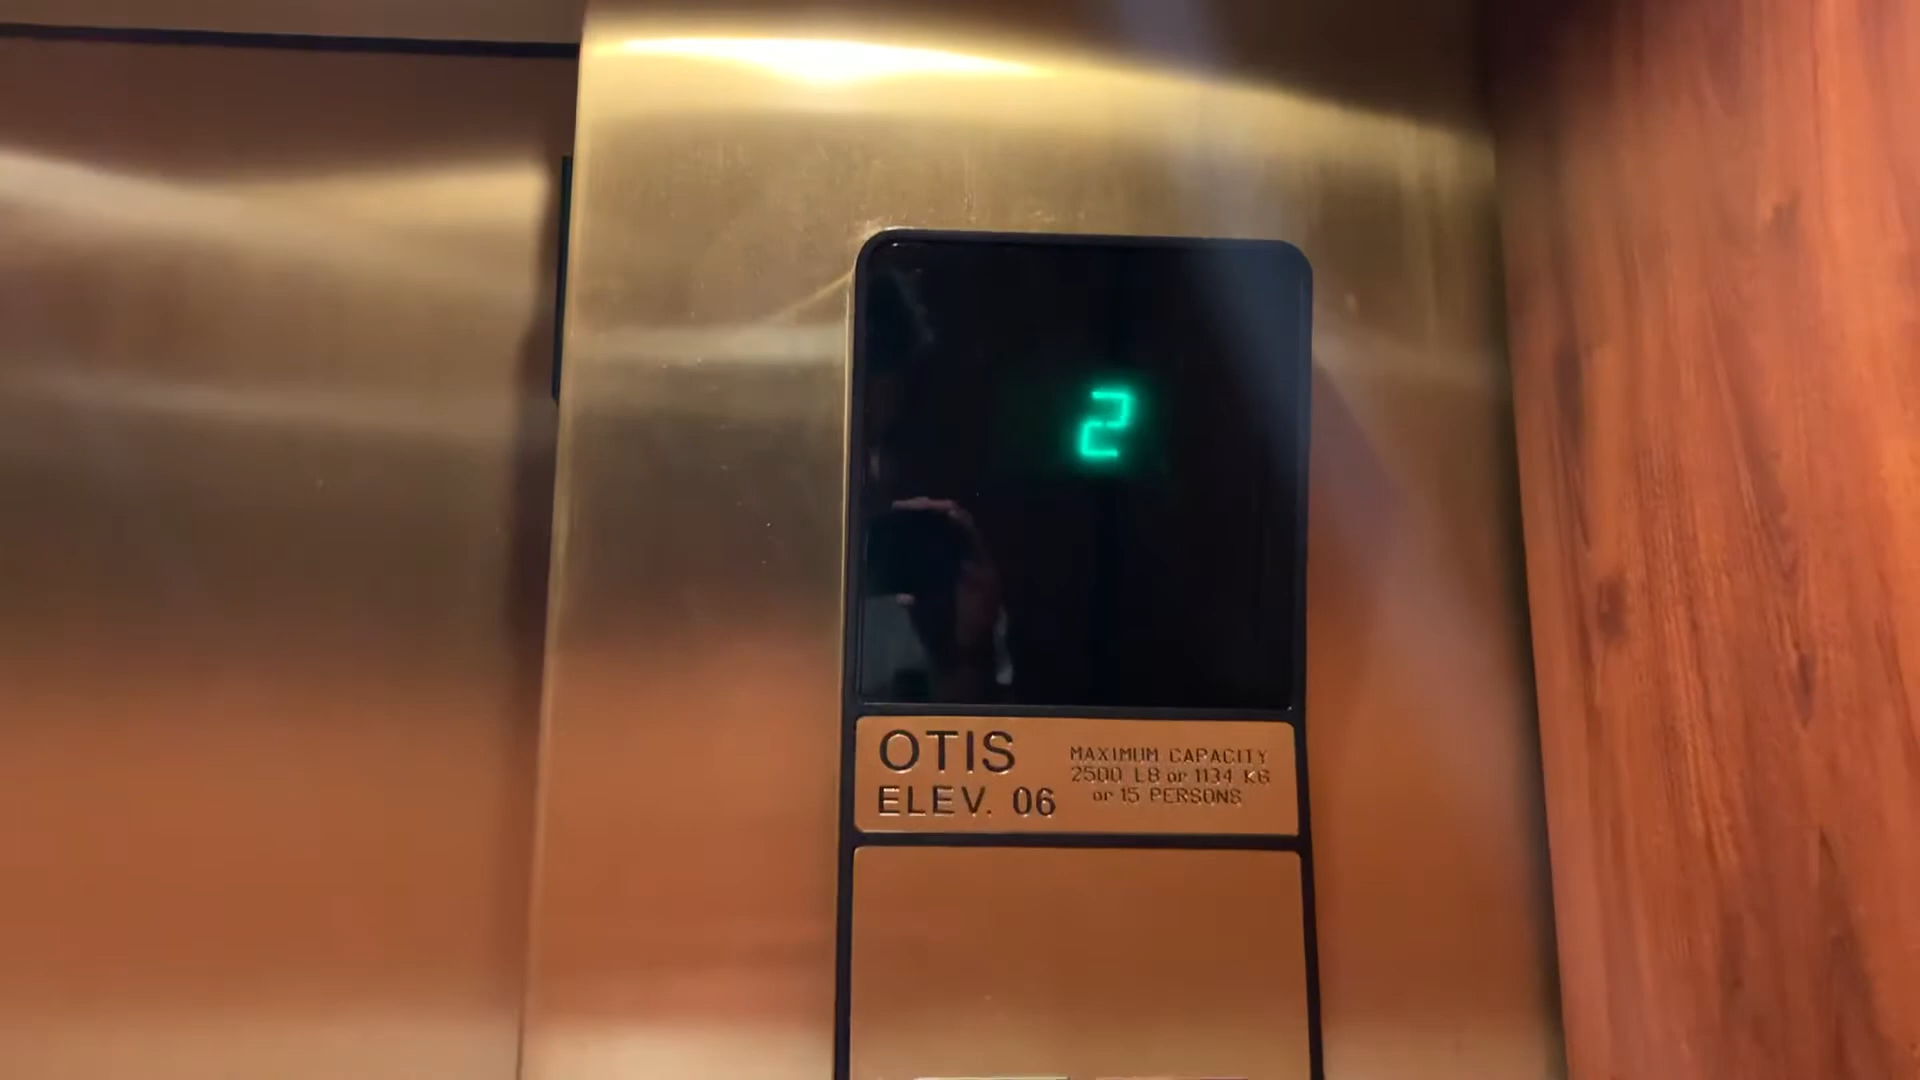 2
OTIS
ELEV. 06
MAXIMUM CAPACITY
2500 LB or 1134 KG
or 15 PERSONS